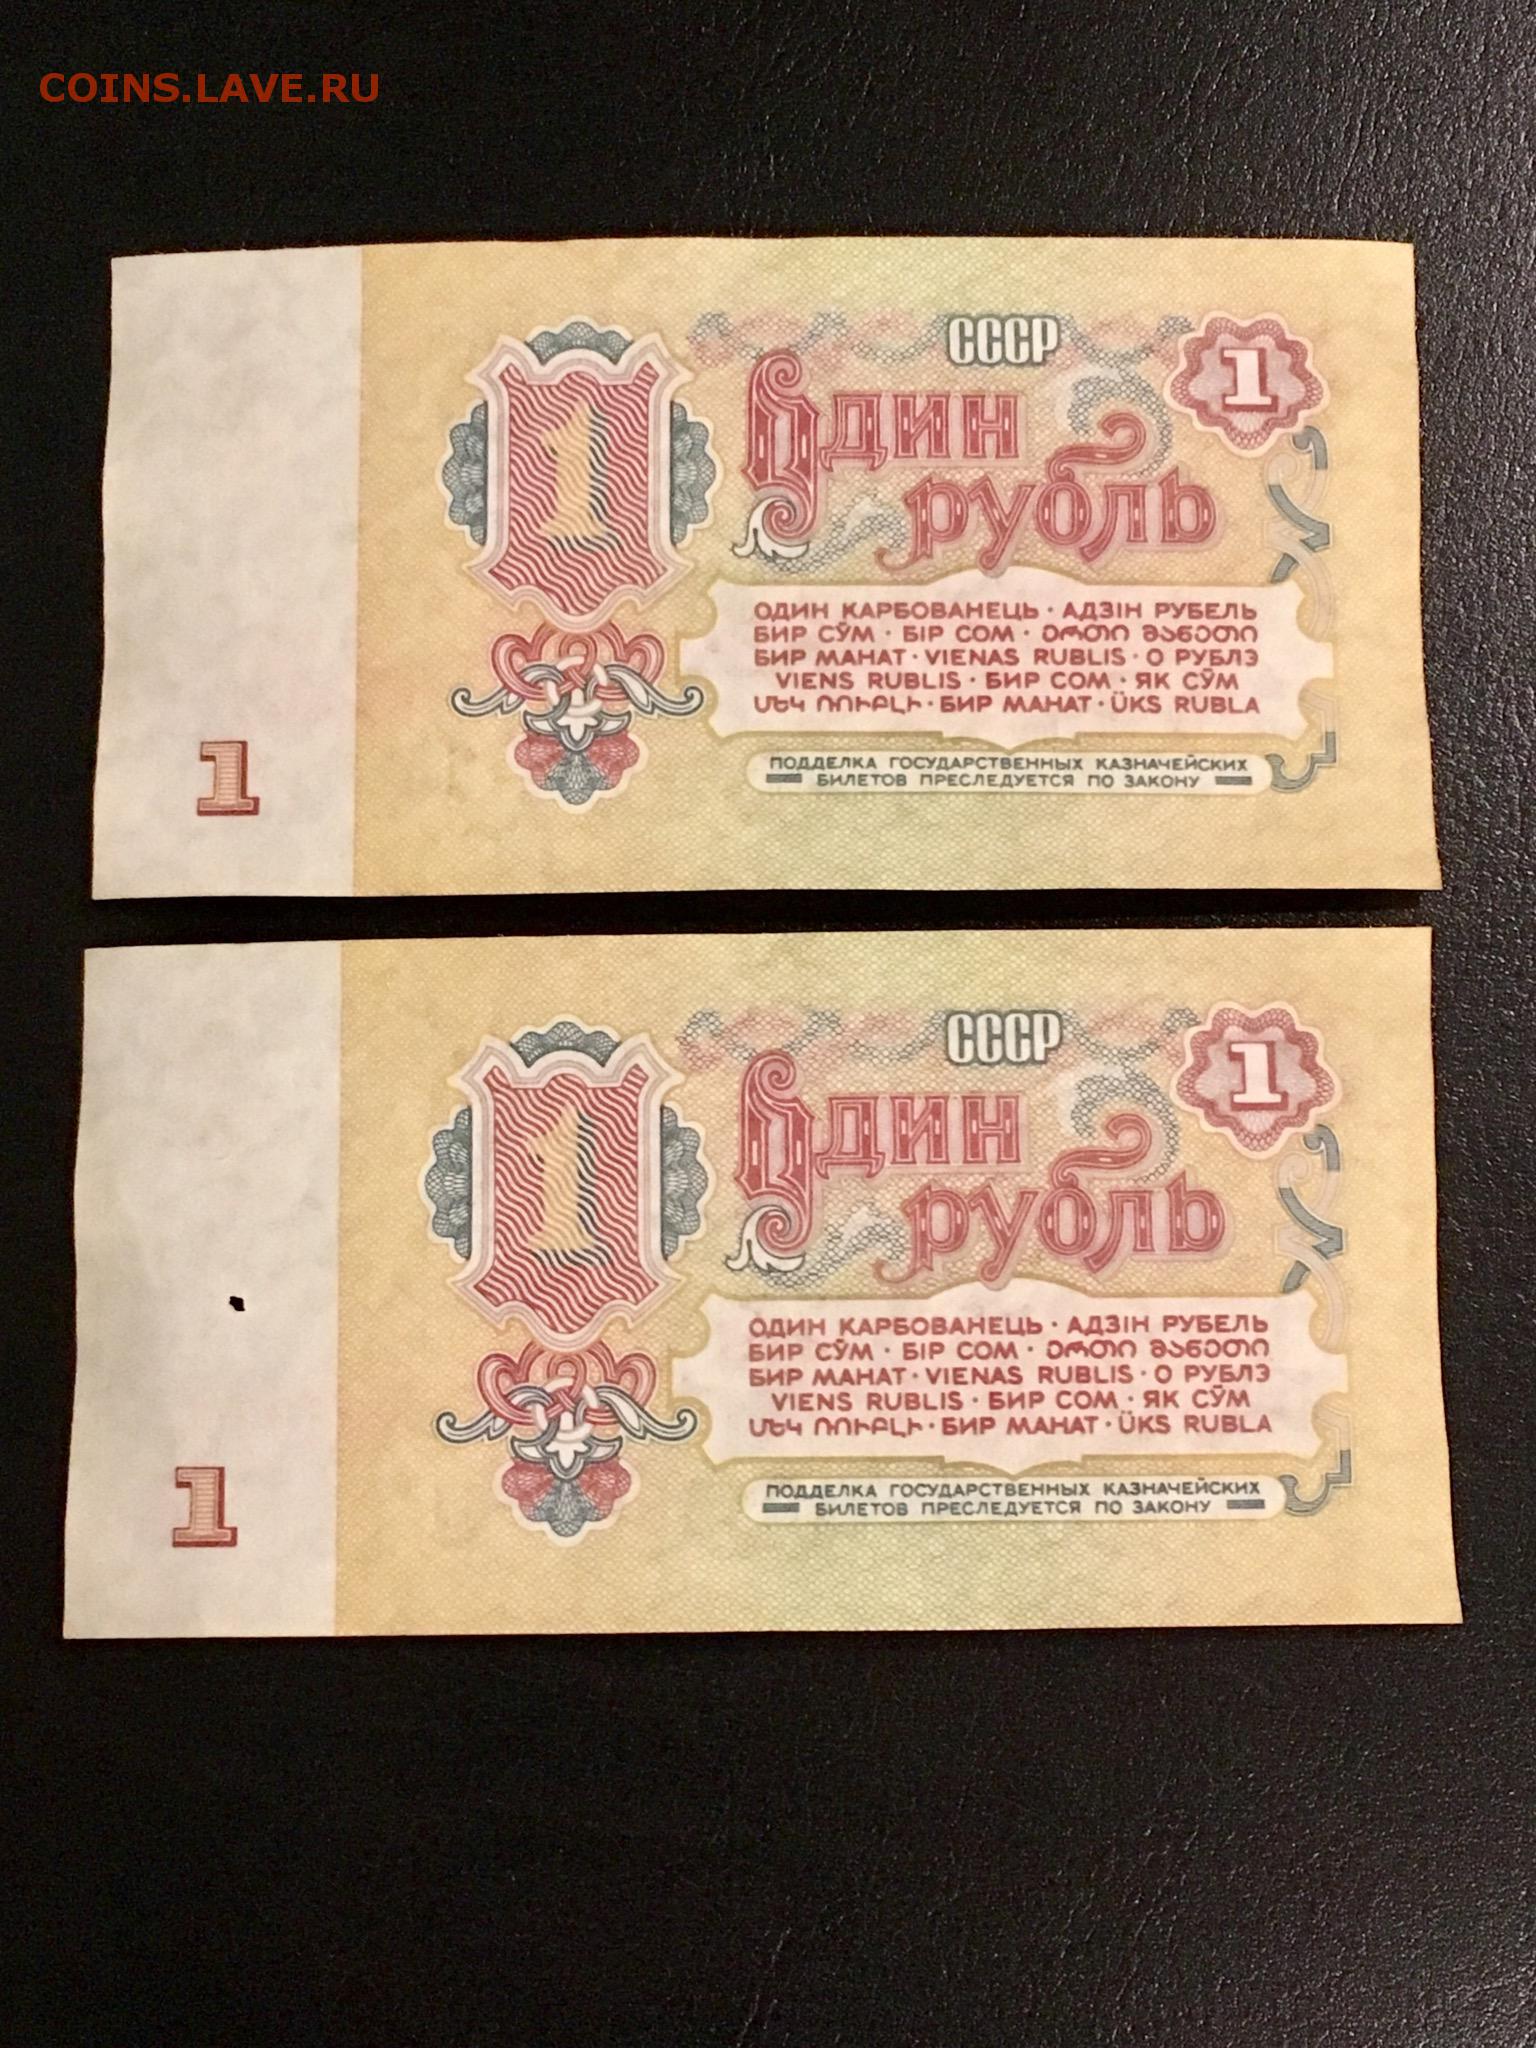 COINS.LAVE.RU
СССР
1
1
Один
рубль
ОДИН КАРБОВАНЕЦЬ · АДЗІН РУБЕЛЬ
БИР СЎМ · БІР СОМ · ᲔᲠᲗᲘ ᲛᲐᲜᲔᲗᲘ
БИР МАНАТ · VIENAS RUBLIS · О РУБЛЭ
VIENS RUBLIS · БИР СОМ · ЯК СӮМ
ՄԵԿ ՌՈՒԲԼԻ · БИР МАНАТ · ÜKS RUBLA
ПОДДЕЛКА ГОСУДАРСТВЕННЫХ КАЗНАЧЕЙСКИХ
БИЛЕТОВ ПРЕСЛЕДУЕТСЯ ПО ЗАКОНУ
1
СССР
1
1
Один
рубль
ОДИН КАРБОВАНЕЦЬ · АДЗІН РУБЕЛЬ
БИР СЎМ · БІР СОМ · ᲔᲠᲗᲘ ᲛᲐᲜᲔᲗᲘ
БИР МАНАТ · VIENAS RUBLIS · О РУБЛЭ
VIENS RUBLIS · БИР СОМ · ЯК СӮМ
ՄԵԿ ՌՈՒԲԼԻ · БИР МАНАТ · ÜKS RUBLA
ПОДДЕЛКА ГОСУДАРСТВЕННЫХ КАЗНАЧЕЙСКИХ
БИЛЕТОВ ПРЕСЛЕДУЕТСЯ ПО ЗАКОНУ
1